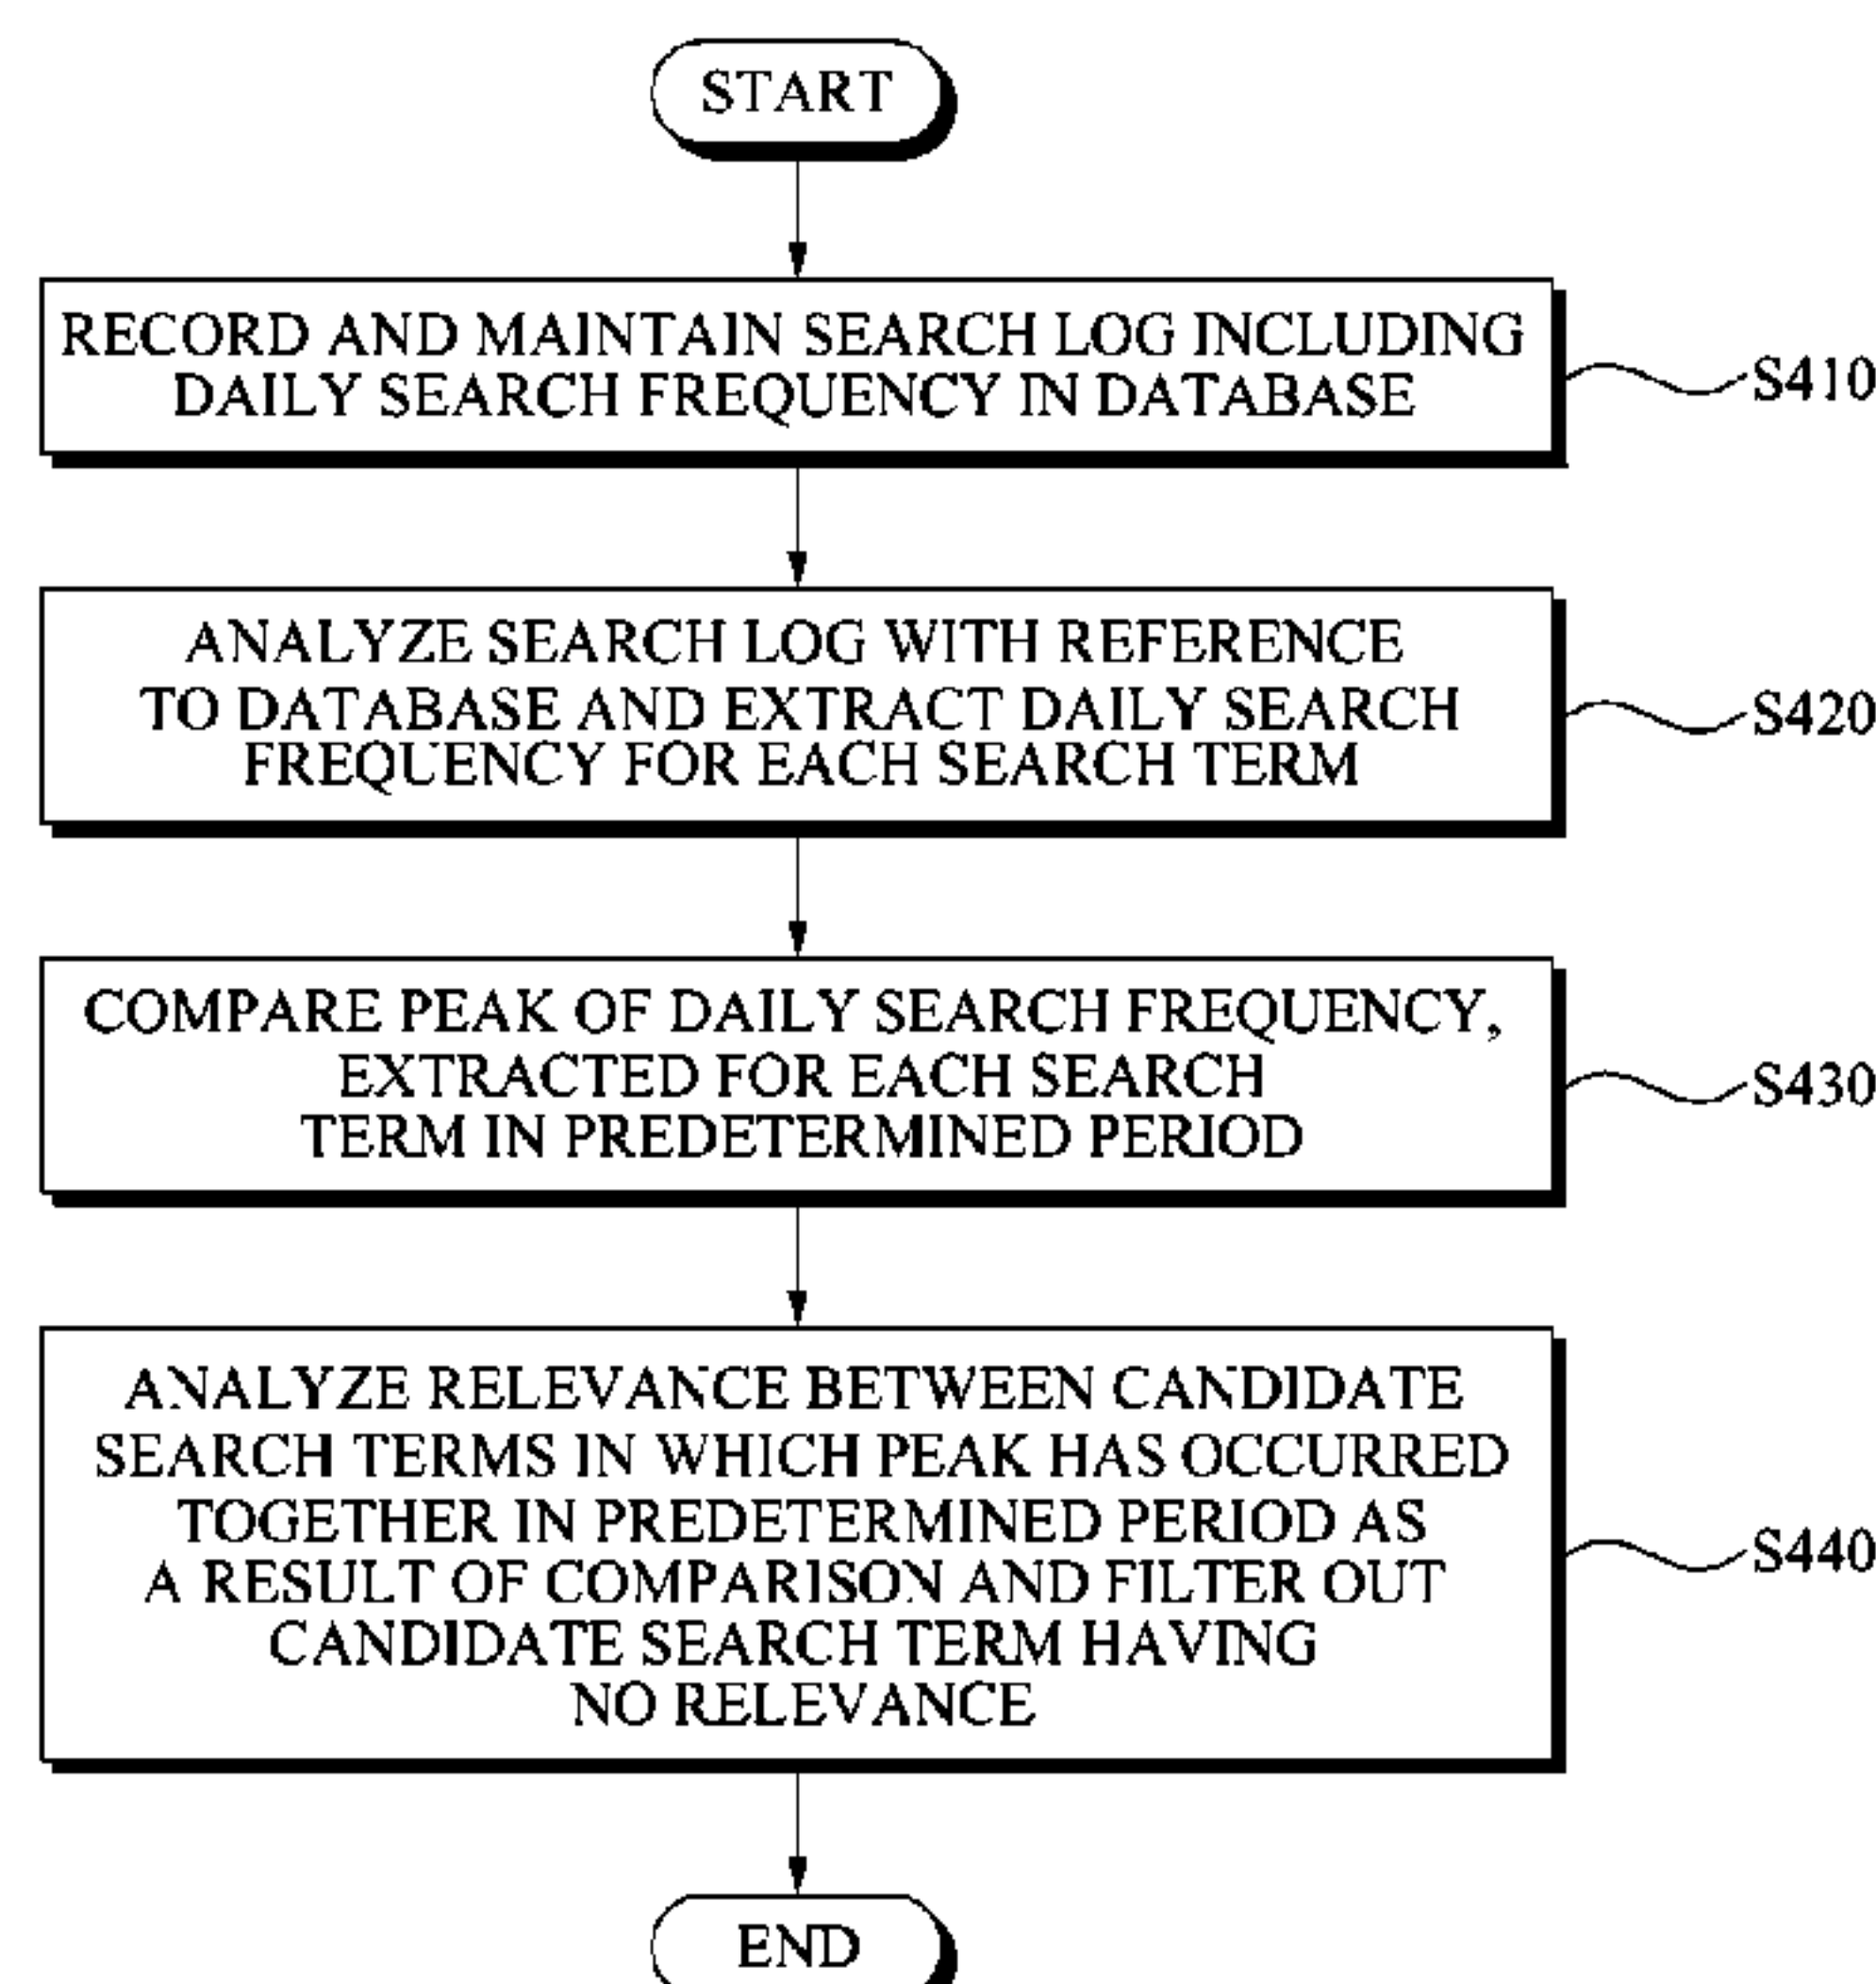 START
RECORD AND MAINTAIN SEARCH LOG INCLUDING
DAILY SEARCH FREQUENCY IN DATABASE
S410
ANALYZE SEARCH LOG WITH REFERENCE
TO DATABASE AND EXTRACT DAILY SEARCH
FREQUENCY FOR EACH SEARCH TERM
S420
COMPARE PEAK OF DAILY SEARCH FREQUENCY,
EXTRACTED FOR EACH SEARCH
TERM IN PREDETERMINED PERIOD
S430
ANALYZE RELEVANCE BETWEEN CANDIDATE
SEARCH TERMS IN WHICH PEAK HAS OCCURRED
TOGETHER IN PREDETERMINED PERIOD AS
A RESULT OF COMPARISON AND FILTER OUT
CANDIDATE SEARCH TERM HAVING
NO RELEVANCE
S440
END